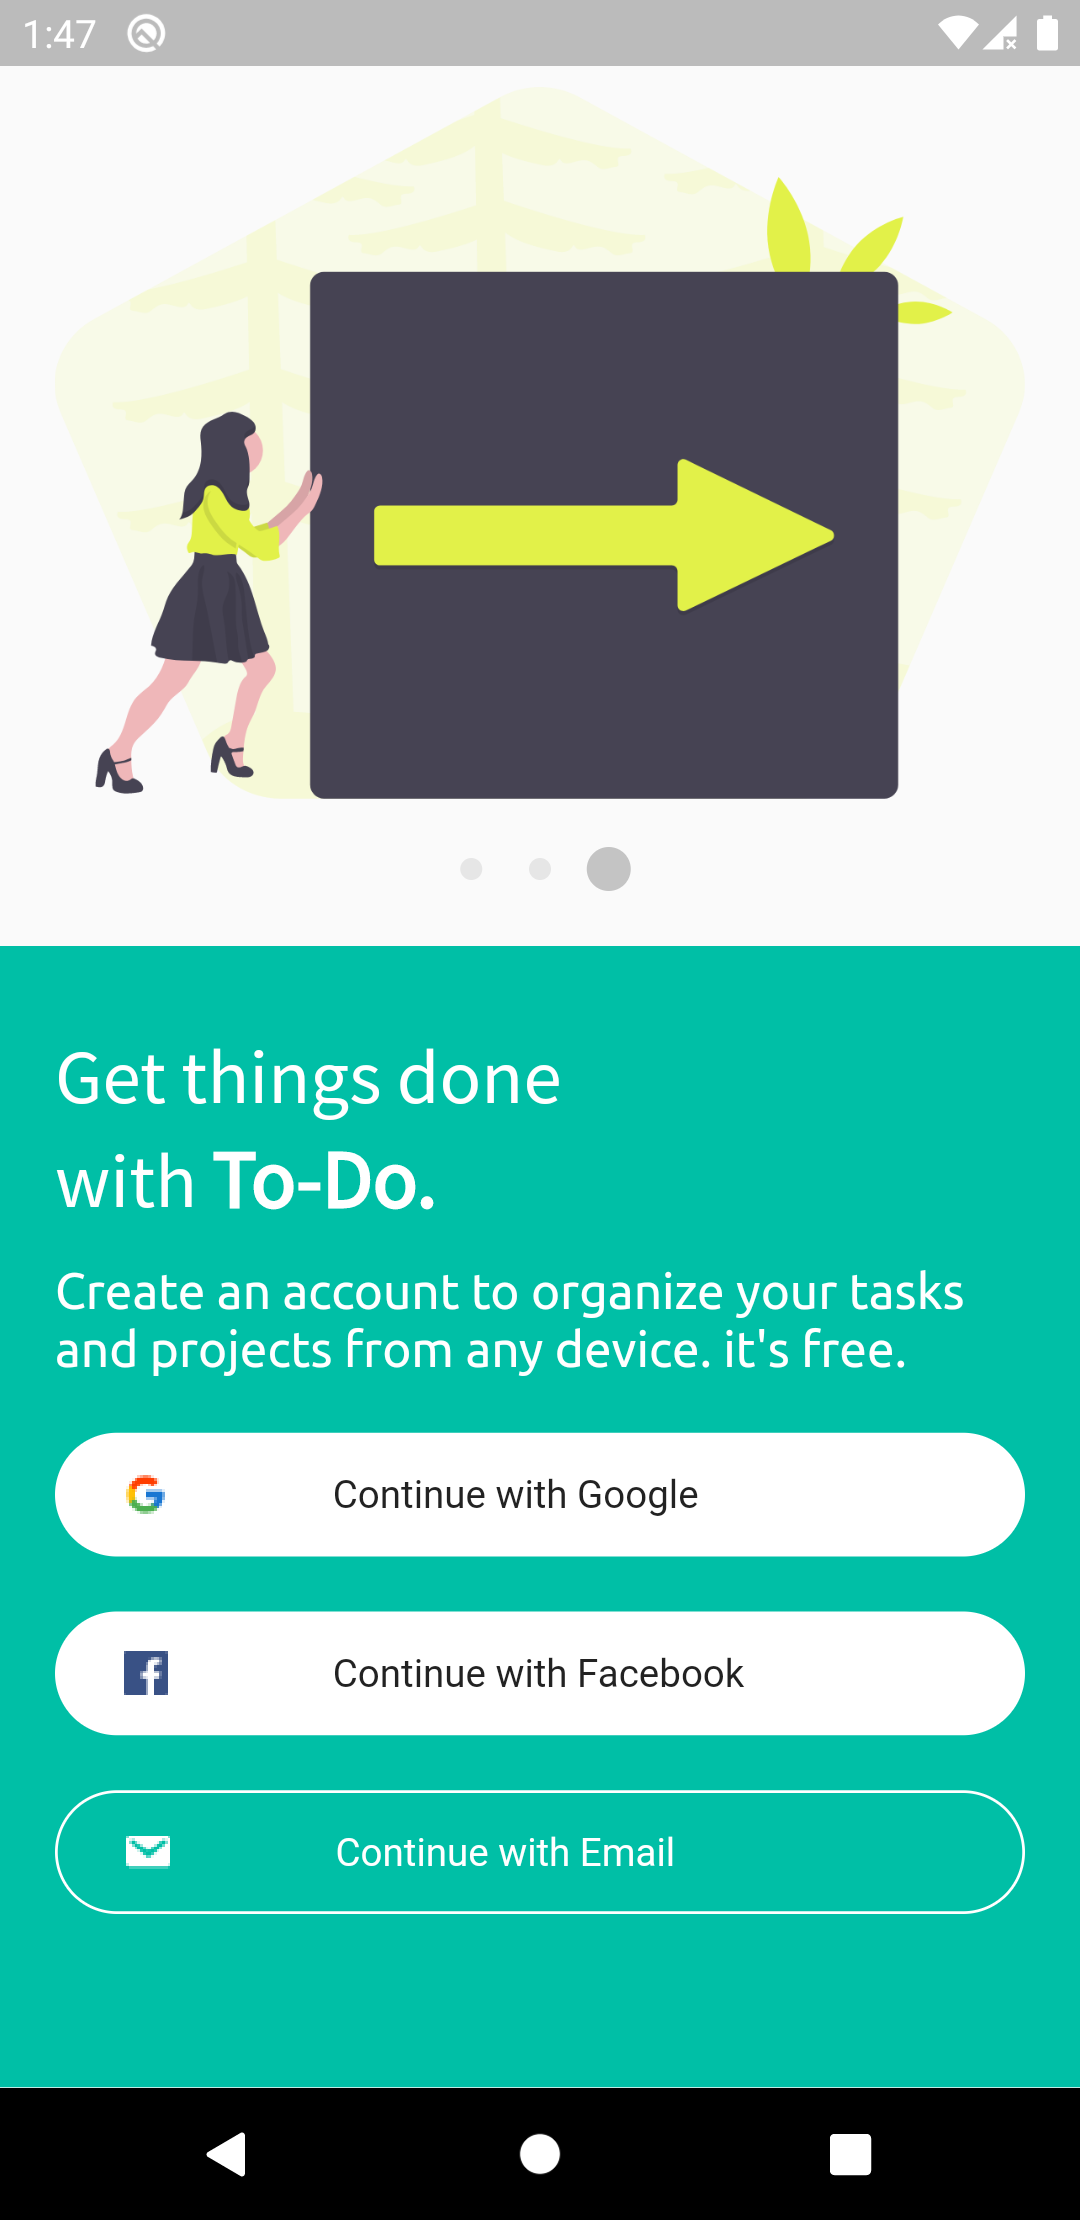 1:47
Get things done
with To-Do.
Create an account to organize your tasks
and projects from any device. it's free.
Continue with Google
Continue with Facebook
Continue with Email